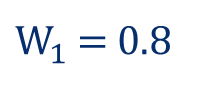 W₁ = 0.8